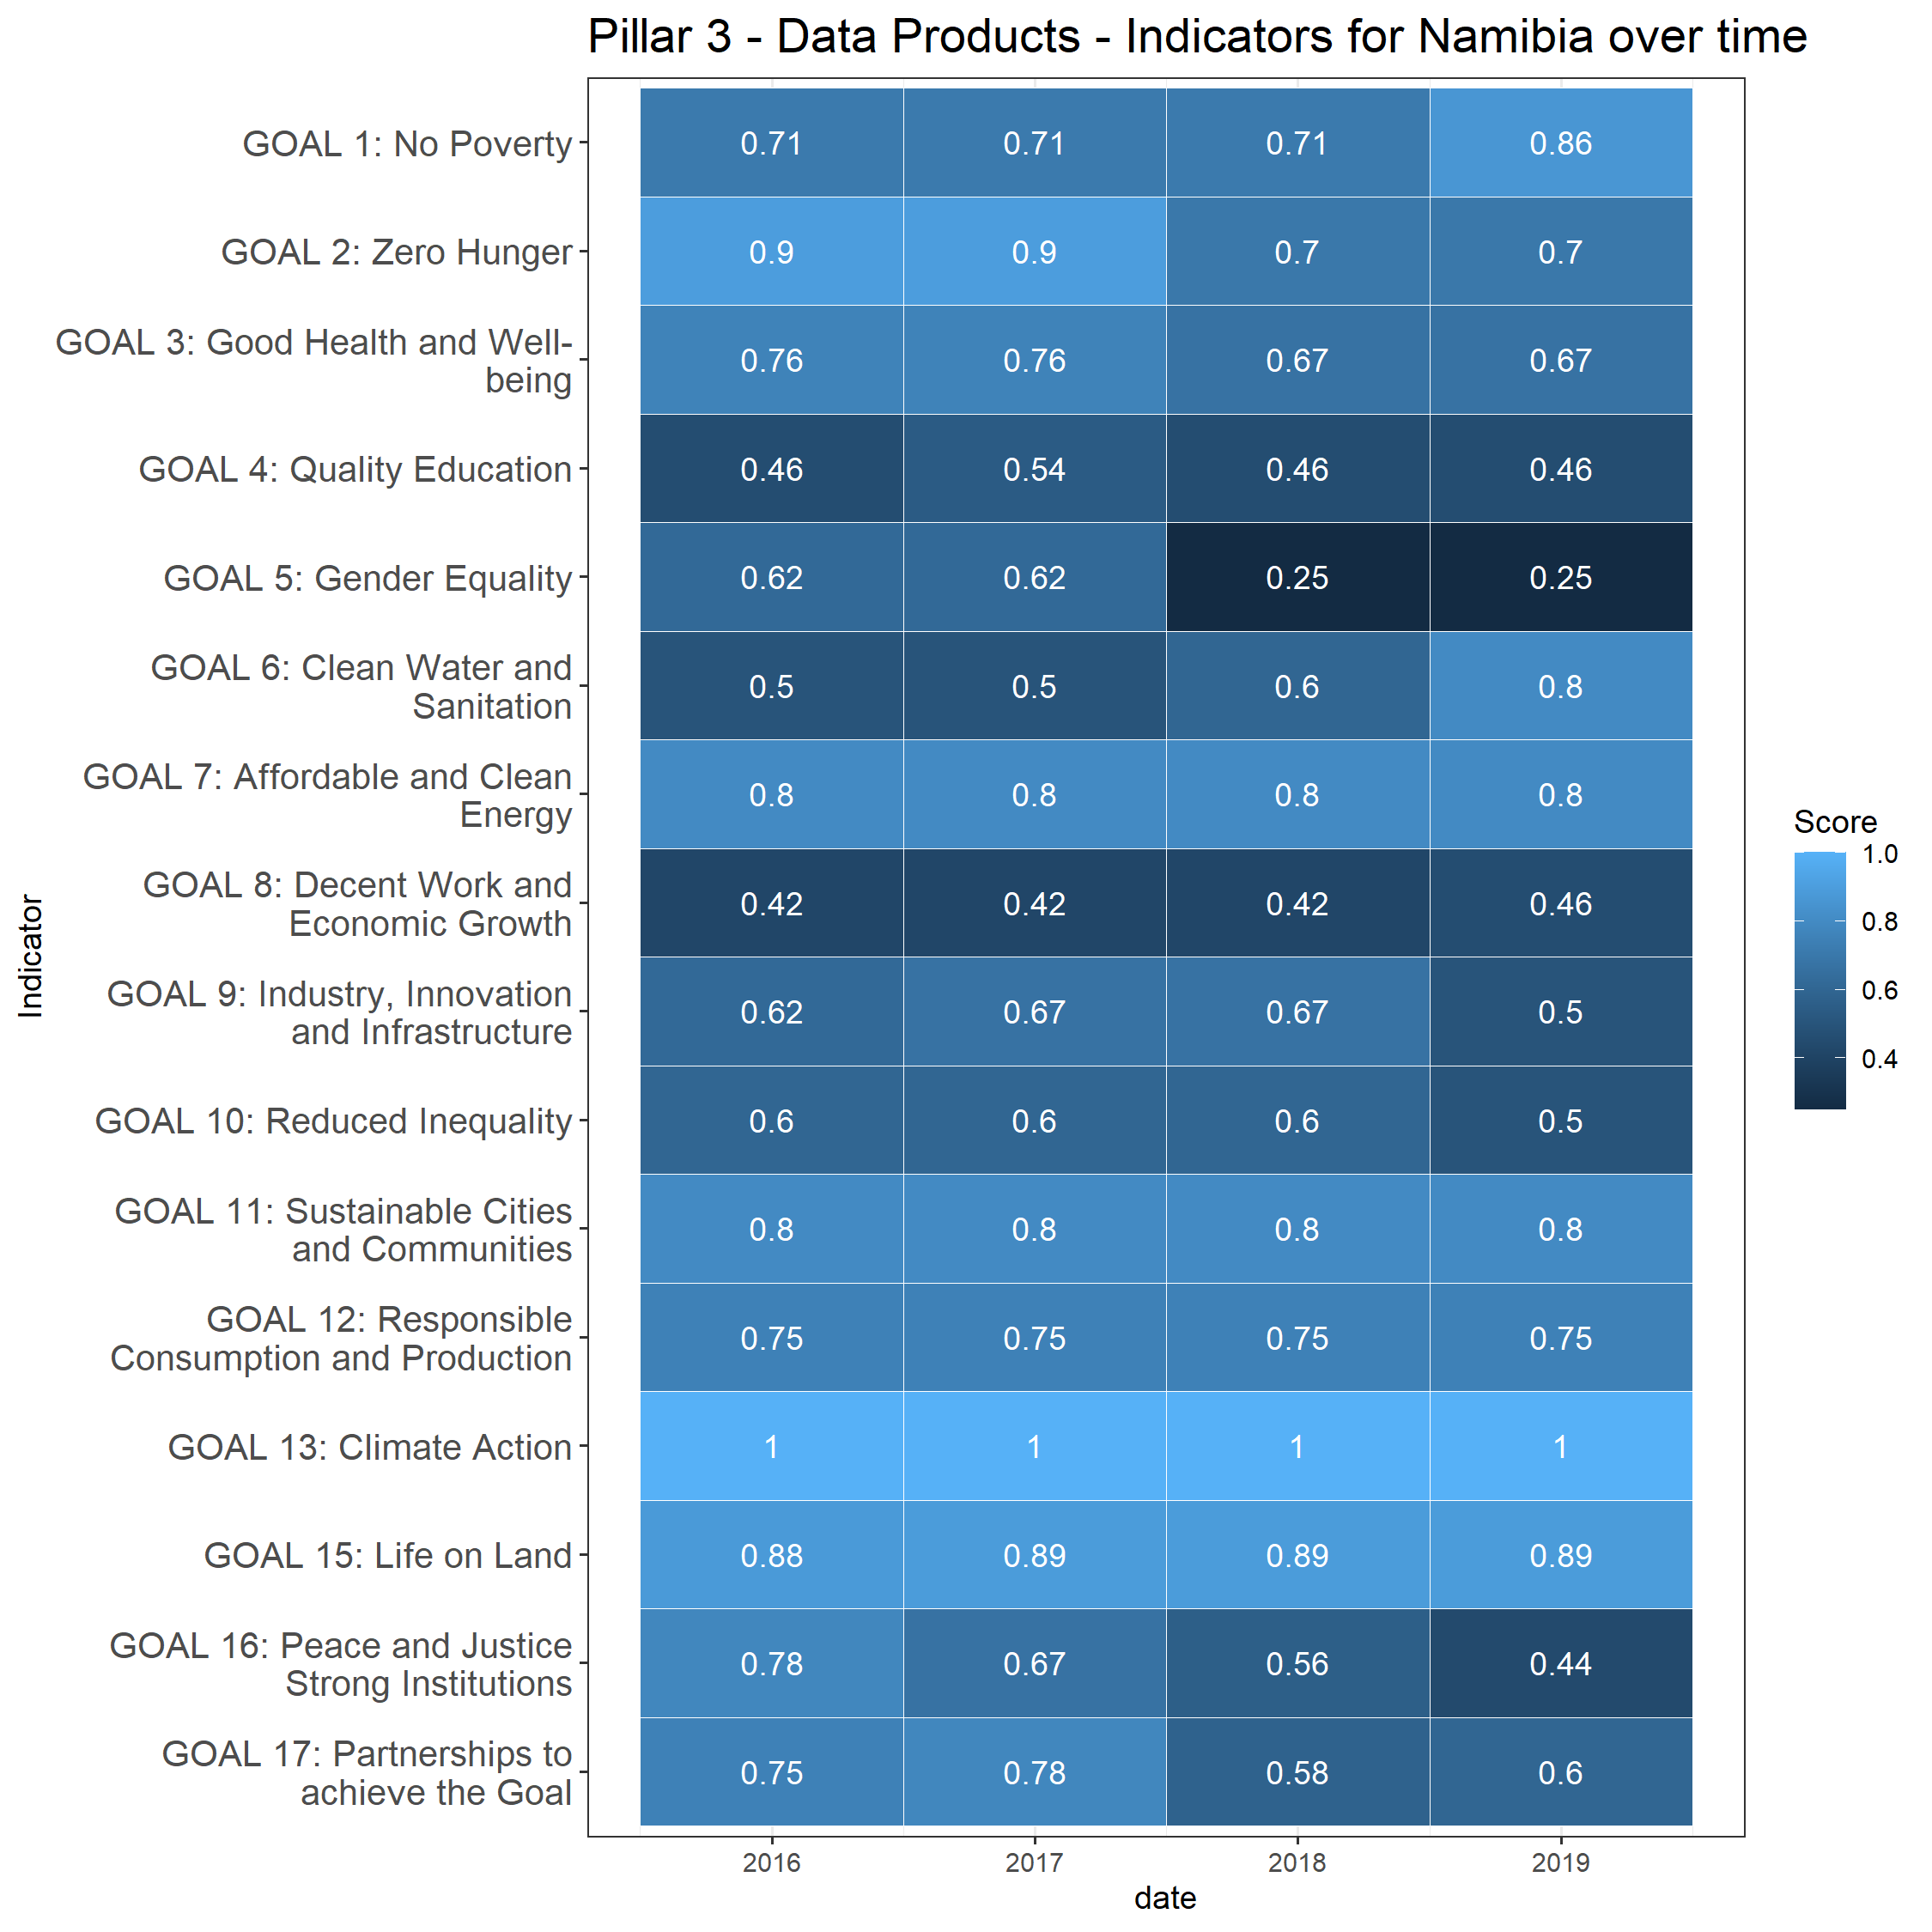 Pillar 3 - Data Products - Indicators for Namibia over time
GOAL 1: No Poverty
0.71 0.71 0.71 0.86
GOAL 2: Zero Hunger
0.9 0.9 0.7 0.7
GOAL 3: Good Health and Well-
being
0.76 0.76 0.67 0.67
GOAL 4: Quality Education
0.46 0.54 0.46 0.46
GOAL 5: Gender Equality
0.62 0.62 0.25 0.25
GOAL 6: Clean Water and
Sanitation
0.5 0.5 0.6 0.8
GOAL 7: Affordable and Clean
Energy
0.8 0.8 0.8 0.8
GOAL 8: Decent Work and
Economic Growth
0.42 0.42 0.42 0.46
GOAL 9: Industry, Innovation
and Infrastructure
0.62 0.67 0.67 0.5
GOAL 10: Reduced Inequality
0.6 0.6 0.6 0.5
GOAL 11: Sustainable Cities
and Communities
0.8 0.8 0.8 0.8
GOAL 12: Responsible
Consumption and Production
0.75 0.75 0.75 0.75
GOAL 13: Climate Action
1 1 1 1
GOAL 15: Life on Land
0.88 0.89 0.89 0.89
GOAL 16: Peace and Justice
Strong Institutions
0.78 0.67 0.56 0.44
GOAL 17: Partnerships to
achieve the Goal
0.75 0.78 0.58 0.6
2016 2017 2018 2019
date
Indicator
Score
1.0
0.8
0.6
0.4